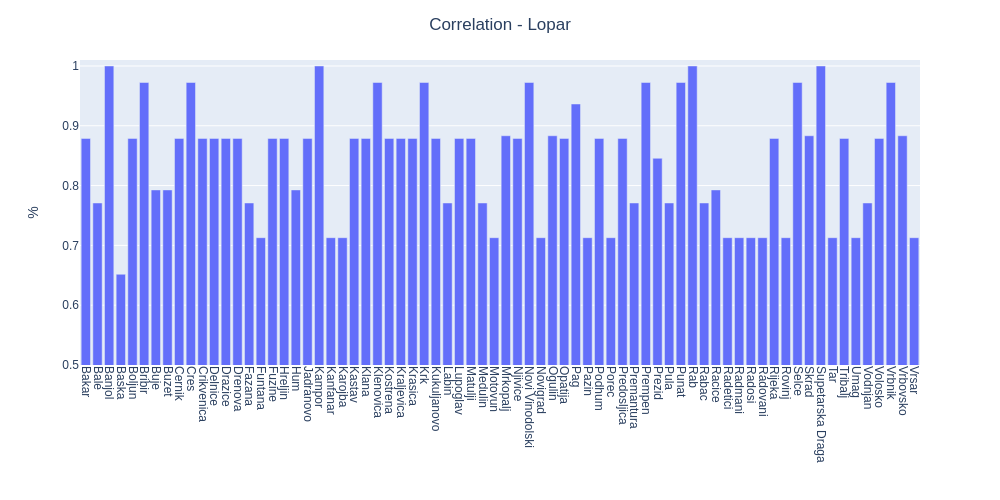 Correlation - Lopar
%
1
0.9
0.8
0.7
0.6
0.5
Bakar
Bale
Banjol
Baska
Boljun
Bribir
Buje
Buzet
Cernik
Cres
Crikvenica
Delnice
Drazice
Drenova
Fazana
Funtana
Fuzine
Hreljin
Hum
Jadranovo
Kampor
Kanfanar
Karojba
Kastav
Klana
Klenovica
Kostrena
Kraljevica
Krasica
Krk
Kukuljanovo
Labin
Lupoglav
Matulji
Medulin
Motovun
Mrkopalj
Njivice
Novi Vinodolski
Novigrad
Ogulin
Opatija
Pag
Pazin
Podhum
Porec
Predosljica
Premantura
Prempen
Prezid
Pula
Punat
Rab
Rabac
Racice
Radetici
Radmani
Radosi
Radovani
Rijeka
Rovinj
Selce
Skrad
Supetarska Draga
Tar
Tribalj
Umag
Vodnjan
Volosko
Vrbnik
Vrbovsko
Vrsar